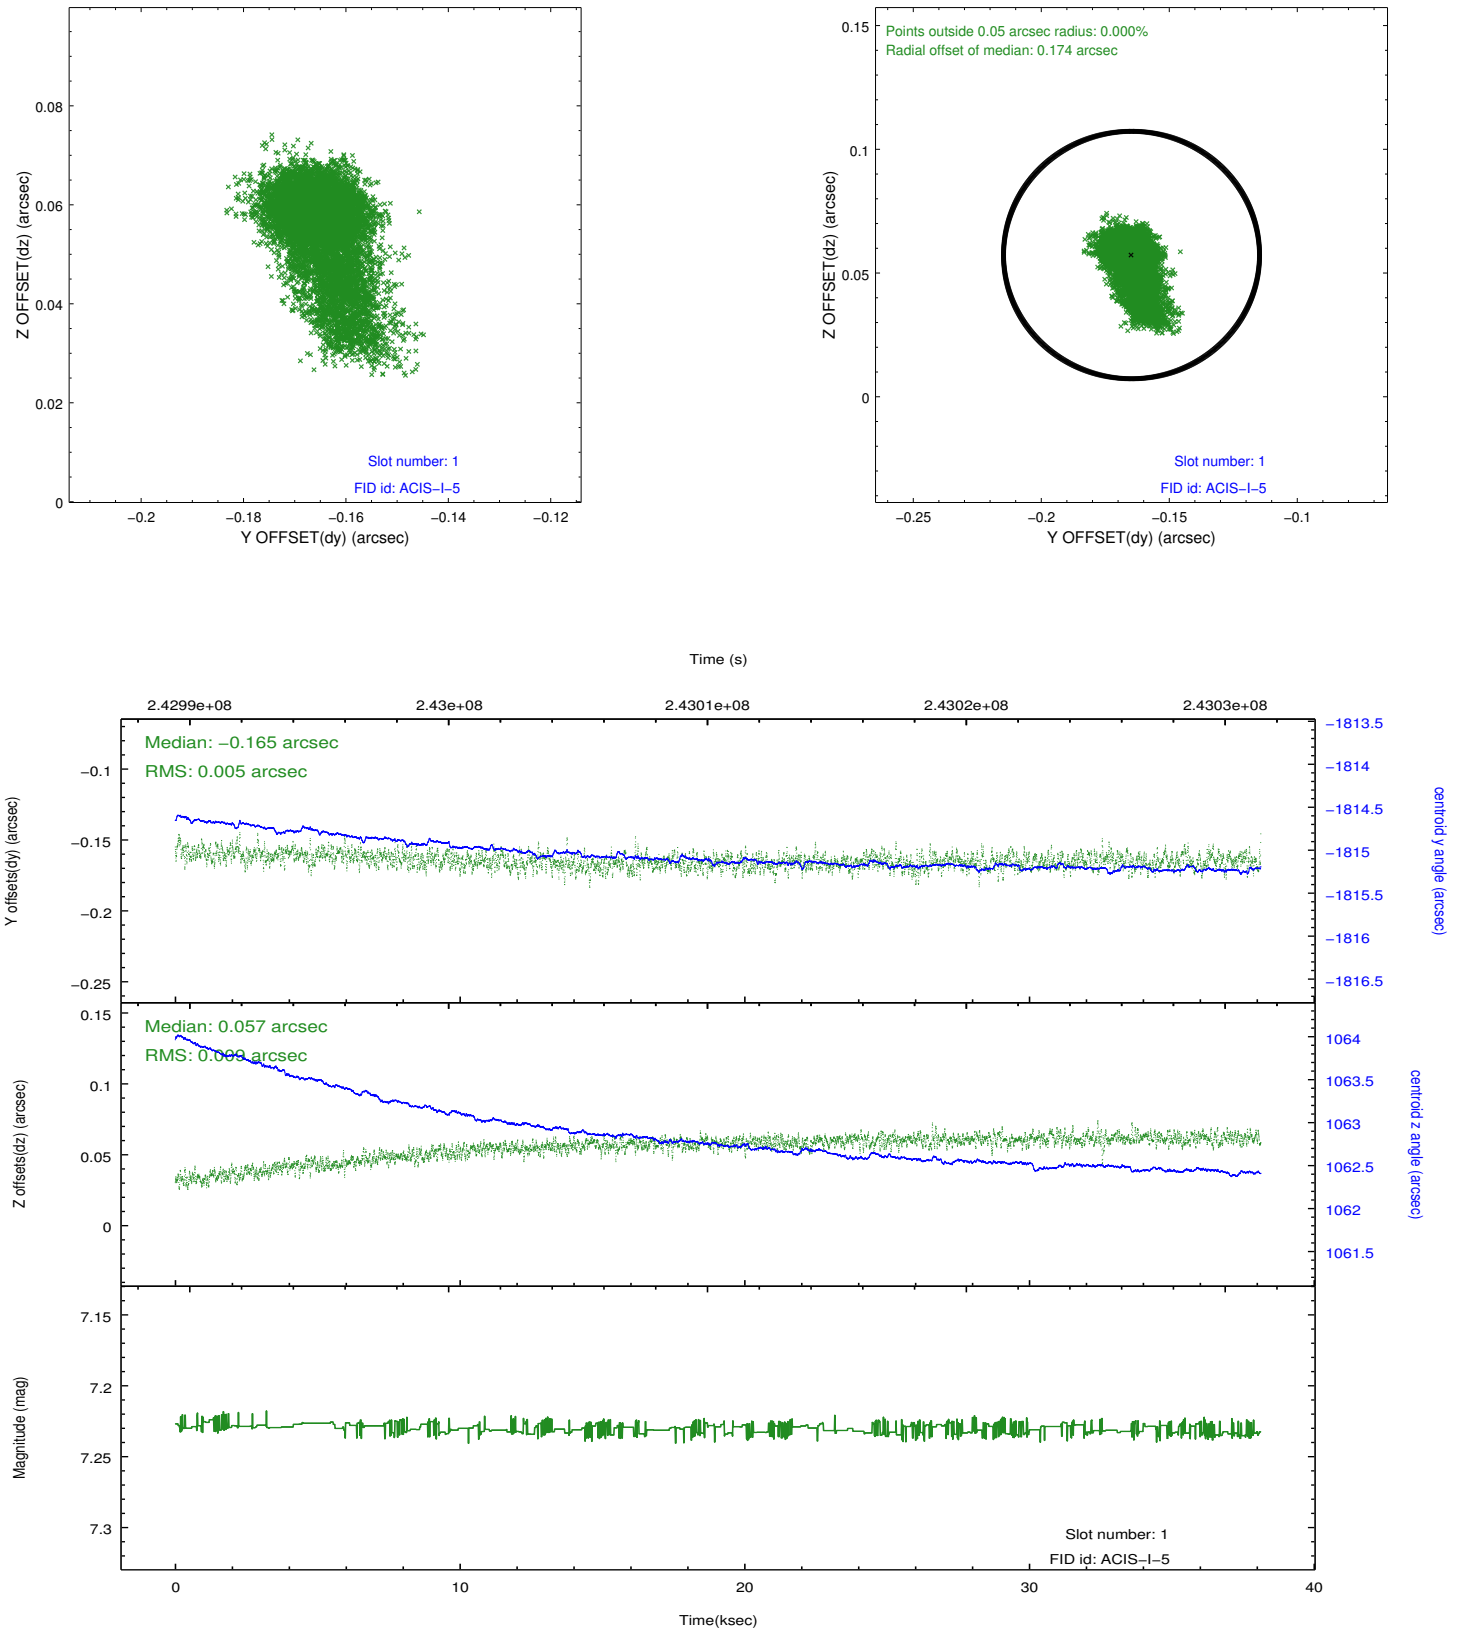 0.08
0.06
0.04
0.02
0
Z OFFSET(dz) (arcsec)
Slot number: 1
FID id: ACIS−I−5
−0.2
−0.18
−0.16
−0.14
−0.12
Y OFFSET(dy) (arcsec)
Points outside 0.05 arcsec radius: 0.000%
Radial offset of median: 0.174 arcsec
0.15
0.1
0.05
0
Z OFFSET(dz) (arcsec)
Slot number: 1
FID id: ACIS−I−5
−0.25
−0.2
−0.15
−0.1
Y OFFSET(dy) (arcsec)
Time (s)
2.4299e+08
2.43e+08
2.4301e+08
2.4302e+08
2.4303e+08
Median: −0.165 arcsec
RMS: 0.005 arcsec
−0.1
−0.15
−0.2
−0.25
Y offsets(dy) (arcsec)
−1813.5
−1814
−1814.5
−1815
−1815.5
−1816
−1816.5
centroid y angle (arcsec)
Median: 0.057 arcsec
RMS: 0.009 arcsec
0.15
0.1
0.05
0
Z offsets(dz) (arcsec)
1064
1063.5
1063
1062.5
1062
1061.5
centroid z angle (arcsec)
7.15
7.2
7.25
7.3
Magnitude (mag)
Slot number: 1
FID id: ACIS−I−5
0
10
20
30
40
Time(ksec)